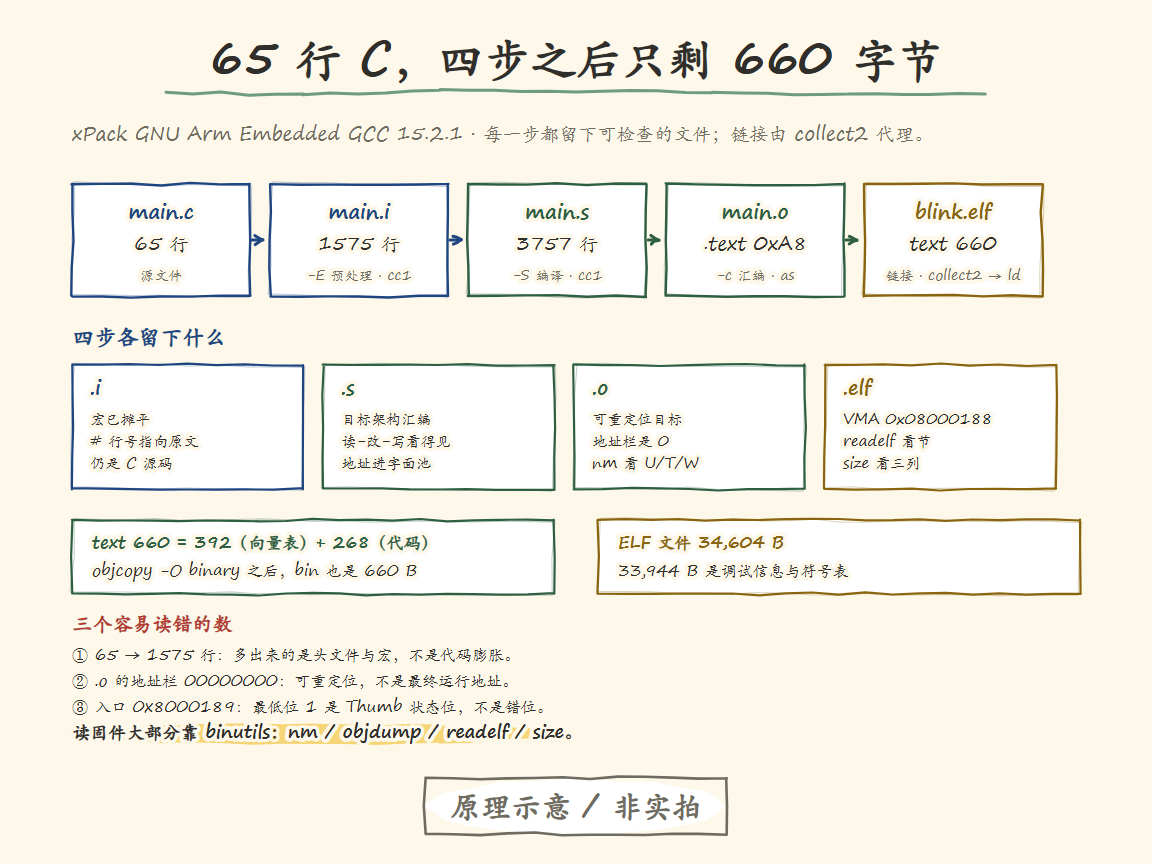 65 行 C，四步之后只剩 660 字节
xPack GNU Arm Embedded GCC 15.2.1 · 每一步都留下可检查的文件；链接由 collect2 代理。
main.c
65 行
源文件
main.i
1575 行
-E 预处理 · cc1
main.s
3757 行
-S 编译 · cc1
main.o
.text 0xA8
-c 汇编 · as
blink.elf
text 660
链接 · collect2 → ld
四步各留下什么
.i
宏已摊平
# 行号指向原文
仍是 C 源码
.s
目标架构汇编
读-改-写看得见
地址进字面池
.o
可重定位目标
地址栏是 0
nm 看 U/T/W
.elf
VMA 0x08000188
readelf 看节
size 看三列
text 660 = 392（向量表）+ 268（代码）
objcopy -O binary 之后，bin 也是 660 B
ELF 文件 34,604 B
33,944 B 是调试信息与符号表
三个容易读错的数
① 65 → 1575 行：多出来的是头文件与宏，不是代码膨胀。
② .o 的地址栏 00000000：可重定位，不是最终运行地址。
③ 入口 0x8000189：最低位 1 是 Thumb 状态位，不是错位。
读固件大部分靠 binutils：nm / objdump / readelf / size。
原理示意 / 非实拍